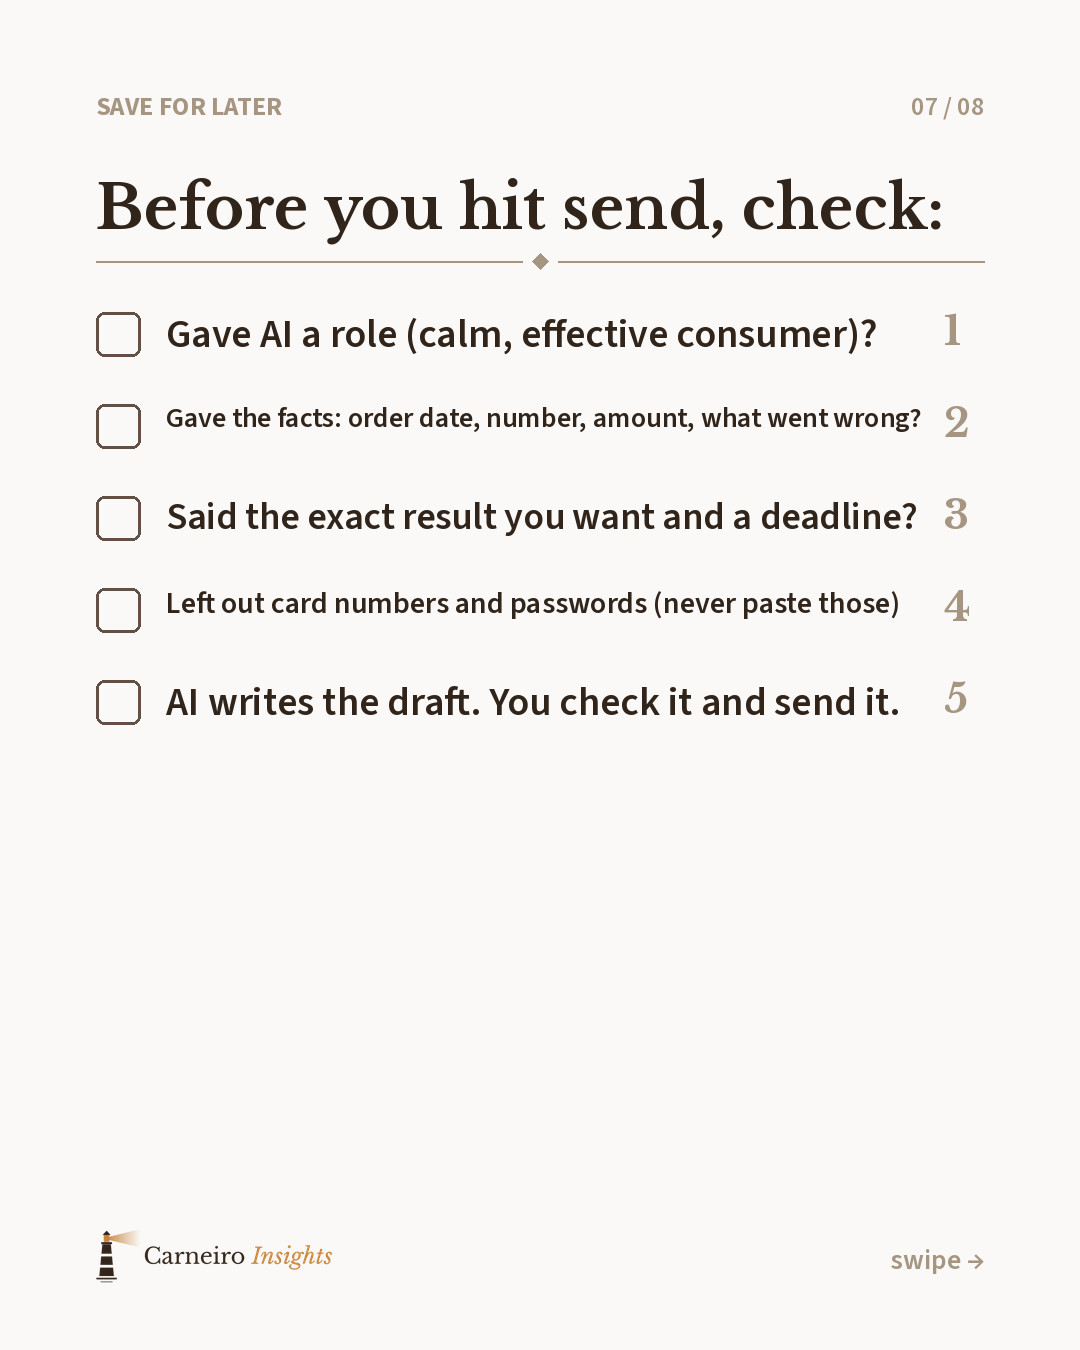 SAVE FOR LATER
07 / 08
Before you hit send, check:
Gave AI a role (calm, effective consumer)? 1
Gave the facts: order date, number, amount, what went wrong? 2
Said the exact result you want and a deadline? 3
Left out card numbers and passwords (never paste those) 4
AI writes the draft. You check it and send it. 5
Carneiro Insights
swipe →